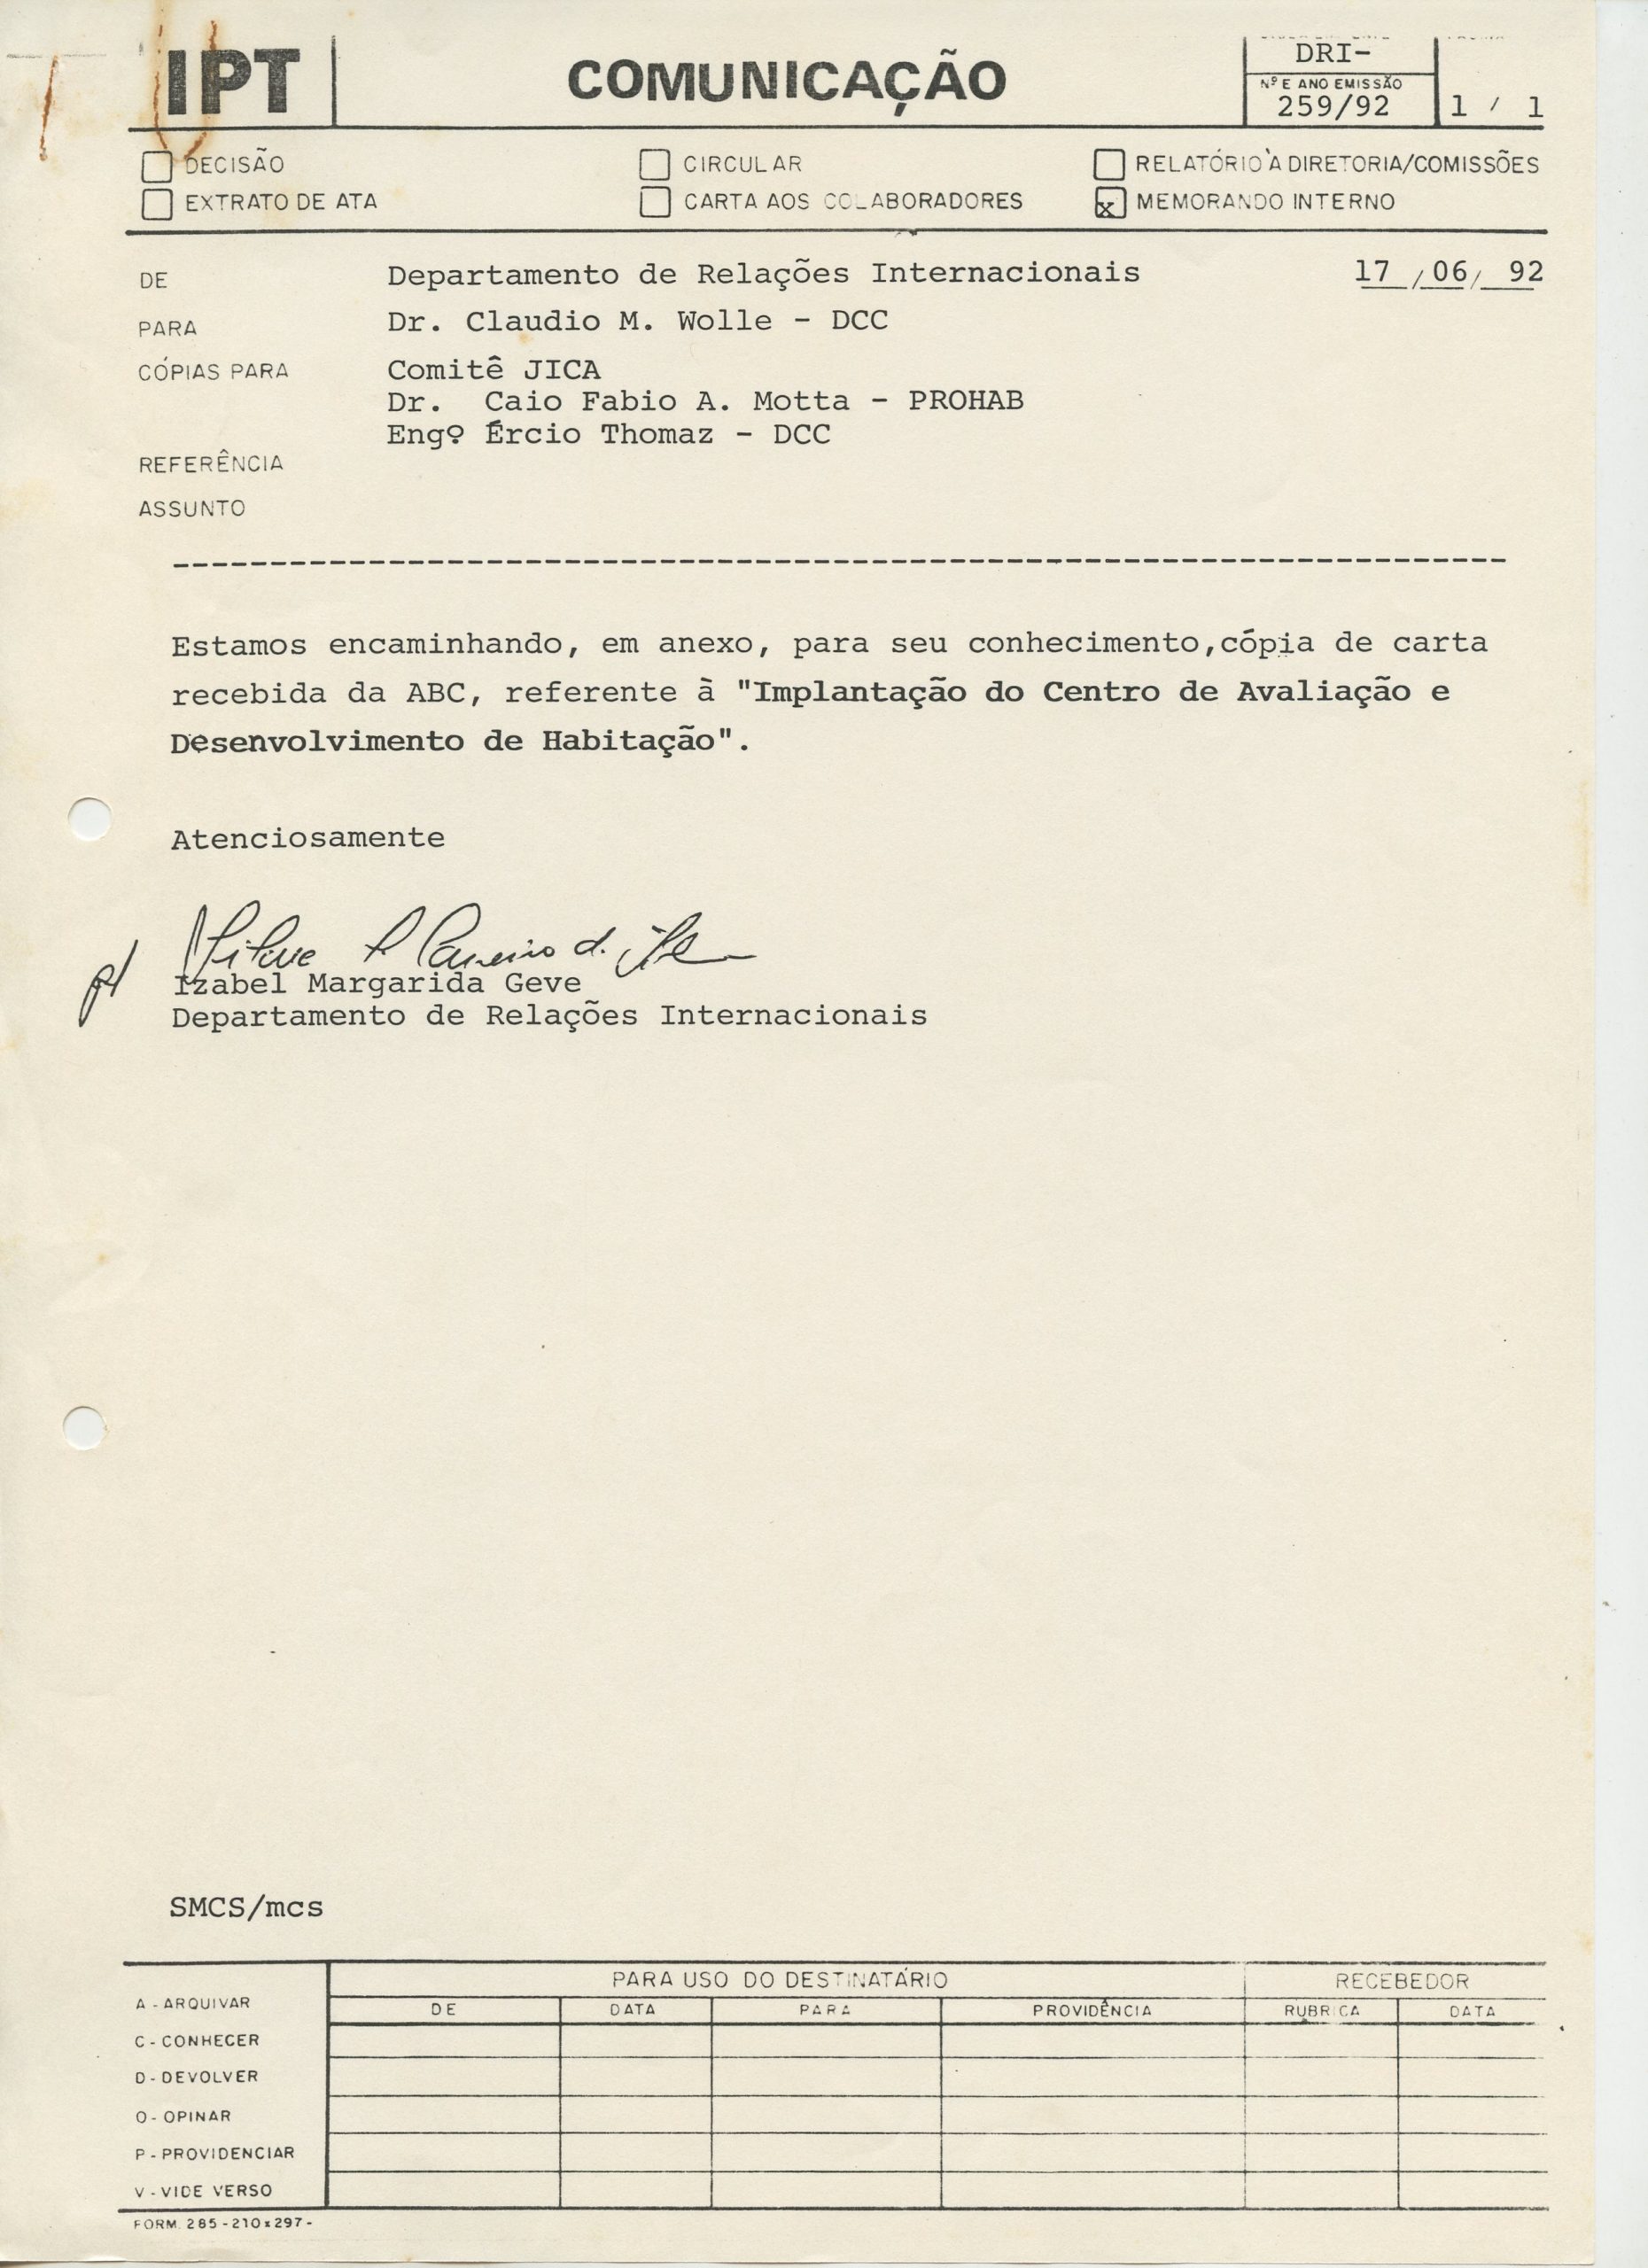 IPT
COMUNICAÇÃO
DRI-
Nº E ANO EMISSÃO
259/92
1 / 1
DECISÃO
CIRCULAR
RELATÓRIO À DIRETORIA/COMISSÕES
EXTRATO DE ATA
CARTA AOS COLABORADORES
x MEMORANDO INTERNO
DE Departamento de Relações Internacionais 17 / 06 / 92
PARA Dr. Claudio M. Wolle - DCC
CÓPIAS PARA Comitê JICA
Dr. Caio Fabio A. Motta - PROHAB
Engº Ércio Thomaz - DCC
REFERÊNCIA
ASSUNTO
Estamos encaminhando, em anexo, para seu conhecimento,cópia de carta
recebida da ABC, referente à "Implantação do Centro de Avaliação e
Desenvolvimento de Habitação".
Atenciosamente
p/
Izabel Margarida Geve
Departamento de Relações Internacionais
SMCS/mcs
PARA USO DO DESTINATÁRIO RECEBEDOR
DE DATA PARA PROVIDÊNCIA RUBRICA DATA
A - ARQUIVAR
C - CONHECER
D - DEVOLVER
O - OPINAR
P - PROVIDENCIAR
V - VIDE VERSO
FORM. 285 - 210x297 -